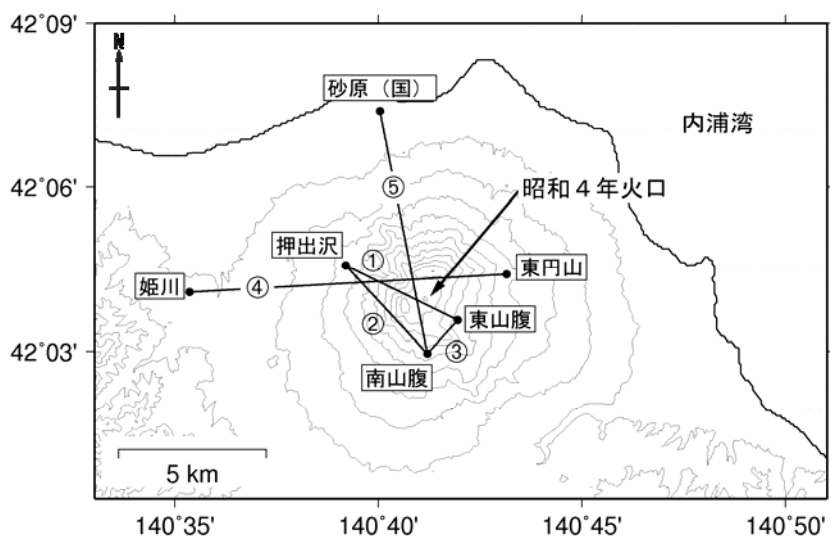 42°09'
N
砂原（国）
内浦湾
42°06'
⑤
昭和４年火口
押出沢
①
東円山
姫川
④
東山腹
②
42°03'
③
南山腹
5 km
140°35'
140°40'
140°45'
140°50'